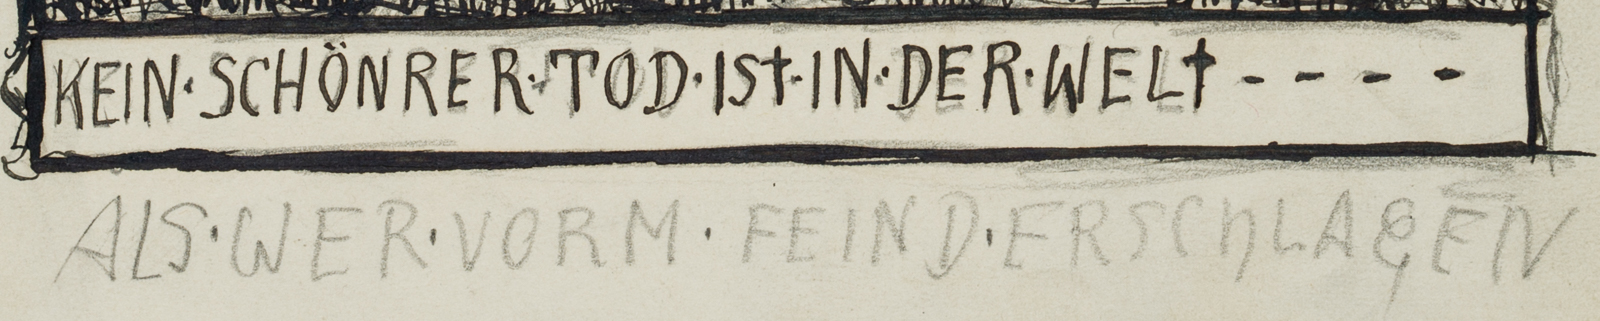 KEIN·SCHÖNRER·TOD·ISt·IN·DER·WELt - - - -
ALS·WER·VORM·FEIND·ERSChLAgEN